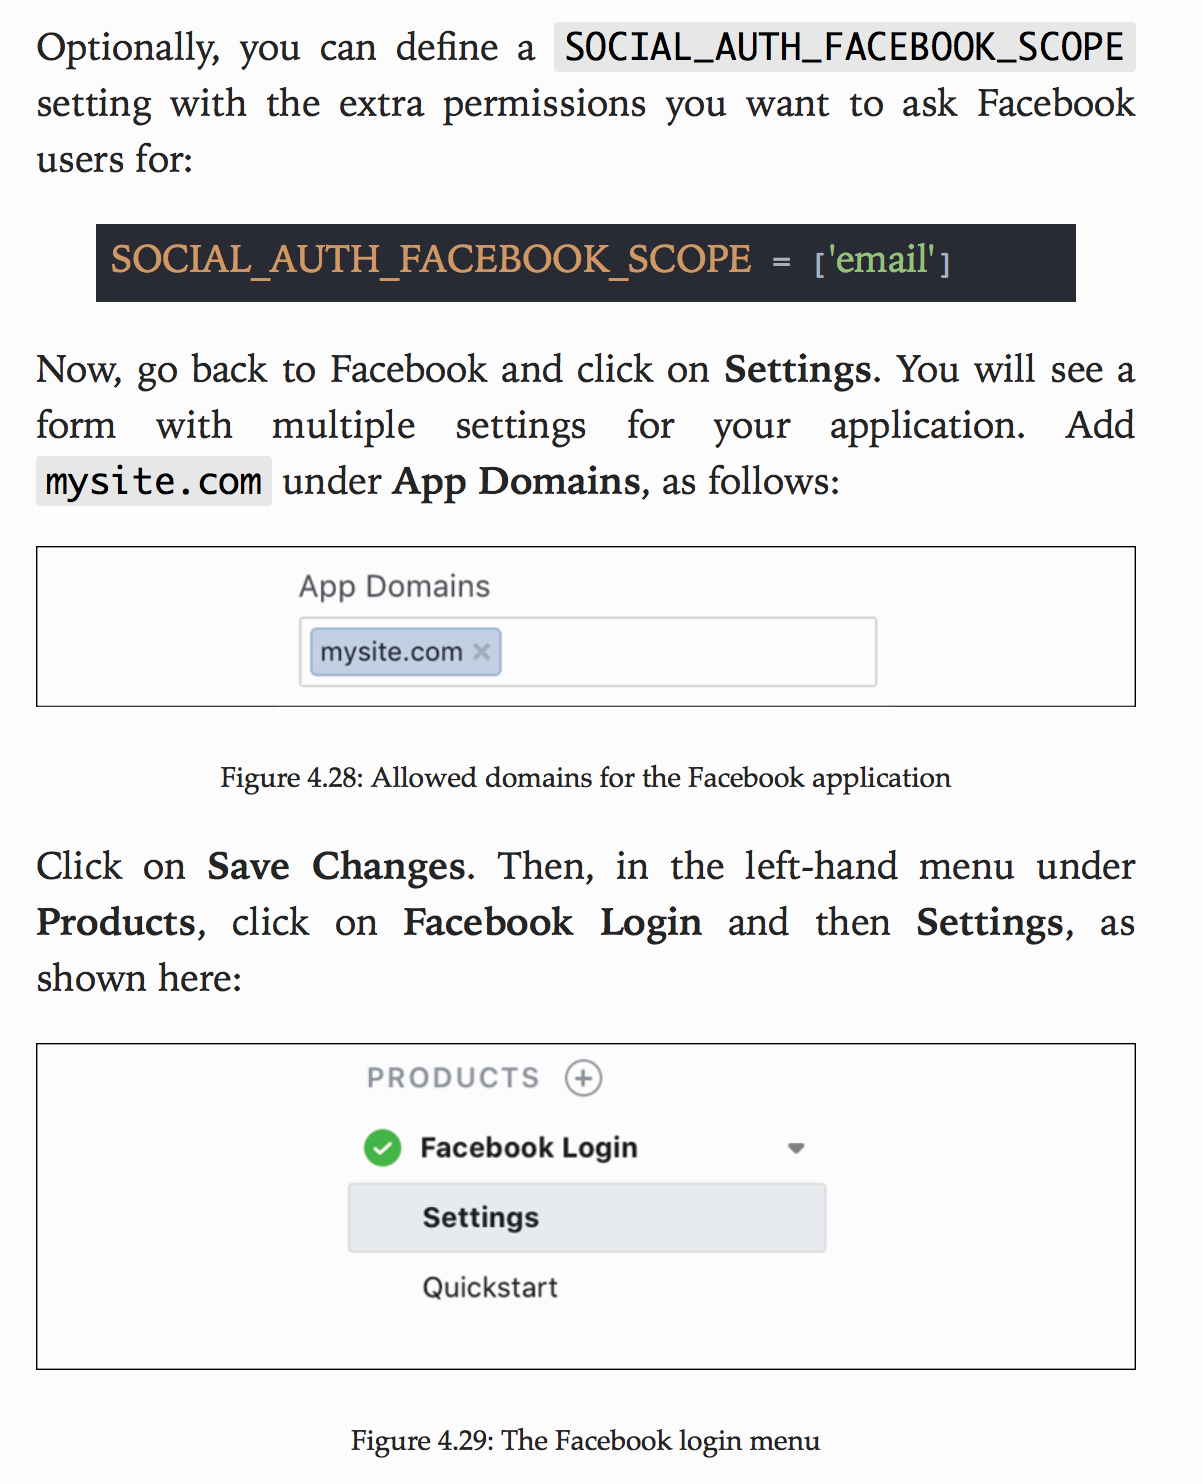 Optionally, you can define a SOCIAL_AUTH_FACEBOOK_SCOPE
setting with the extra permissions you want to ask Facebook
users for:
SOCIAL_AUTH_FACEBOOK_SCOPE = ['email']
Now, go back to Facebook and click on Settings. You will see a
form with multiple settings for your application. Add
mysite.com under App Domains, as follows:
App Domains
mysite.com ×
Figure 4.28: Allowed domains for the Facebook application
Click on Save Changes. Then, in the left-hand menu under
Products, click on Facebook Login and then Settings, as
shown here:
PRODUCTS
Facebook Login
Settings
Quickstart
Figure 4.29: The Facebook login menu